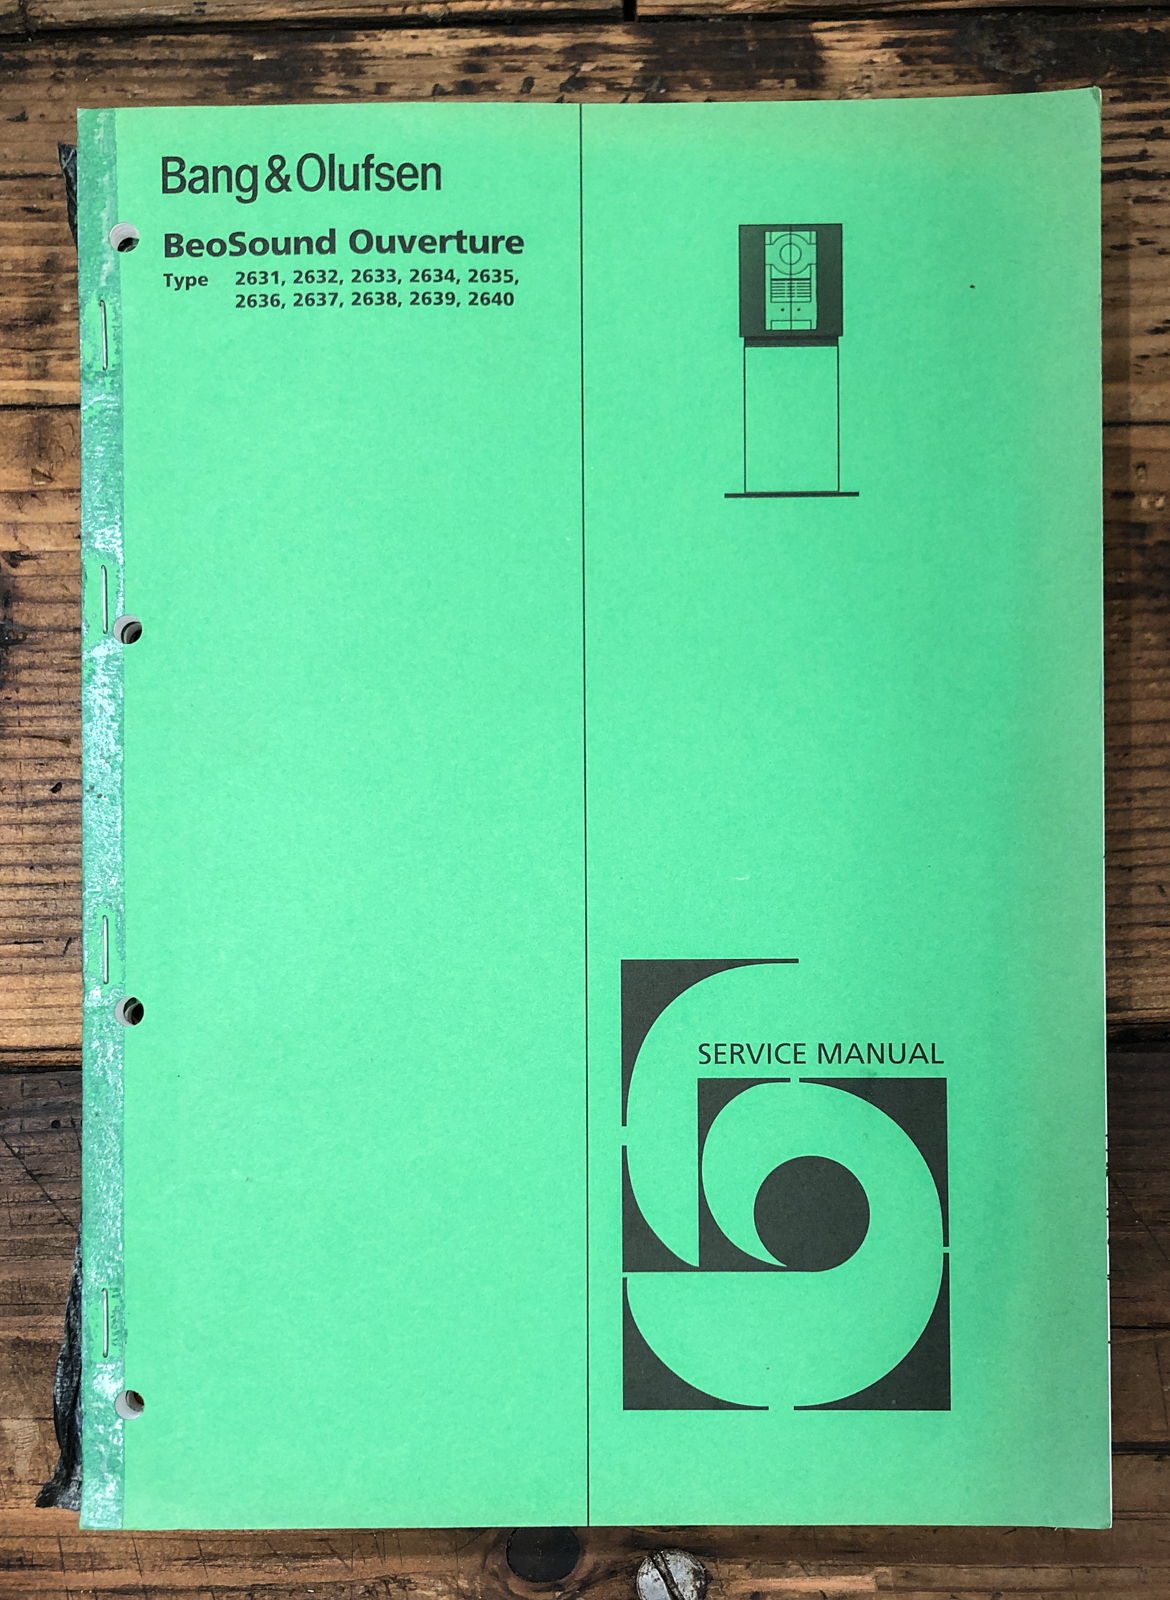 Bang&Olufsen
BeoSound Ouverture
Type 2631, 2632, 2633, 2634, 2635,
2636, 2637, 2638, 2639, 2640
SERVICE MANUAL